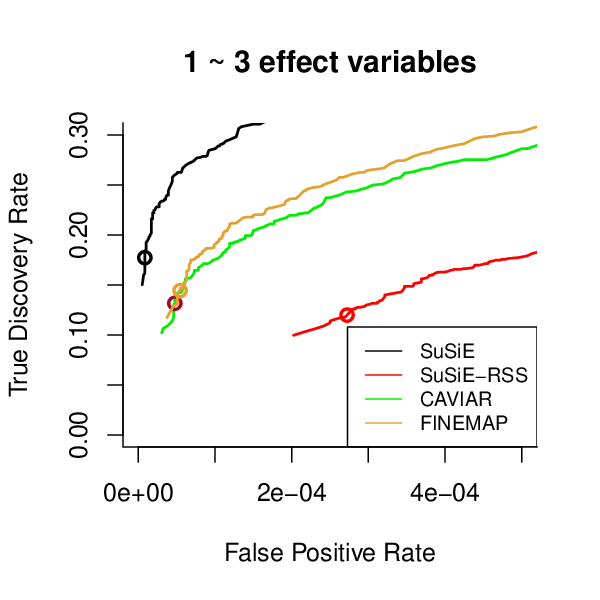 1 ~ 3 effect variables
True Discovery Rate
0.30
0.20
0.10
0.00
SuSiE
SuSiE−RSS
CAVIAR
FINEMAP
0e+00 2e−04 4e−04
False Positive Rate